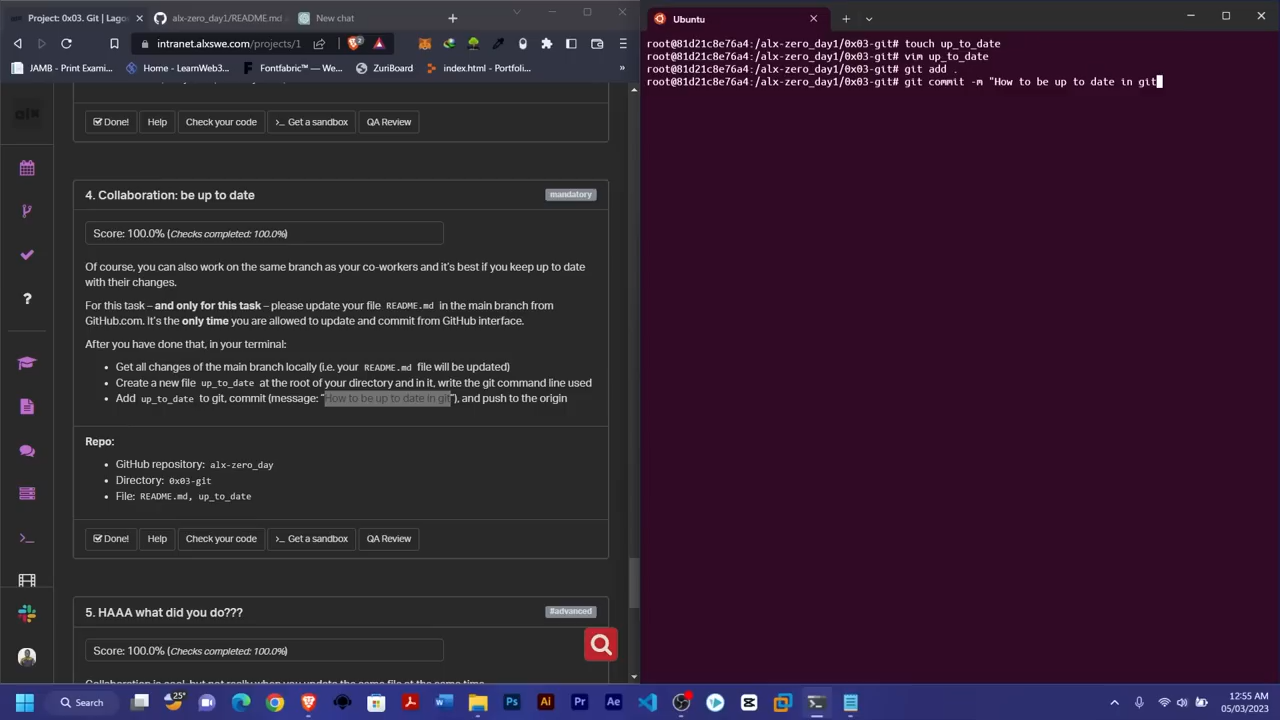 Project: 0x03. Git | Lagos
alx-zero_day1/README.md
New chat
intranet.alxswe.com/projects/1
JAMB - Examination
Home - LearnWeb3...
Fontfabric™ — We...
ZuriBoard
index.html - Portfolio
alx
Done!
Help
Check your code
>_ Get a sandbox
QA Review
4. Collaboration: be up to date
mandatory
Score: 100.0% (Checks completed: 100.0%)
Of course, you can also work on the same branch as your co-workers and it's best if you keep up to date
with their changes.
For this task – and only for this task – please update your file README.md in the main branch from
GitHub.com. It's the only time you are allowed to update and commit from GitHub interface.
After you have done that, in your terminal:
Get all changes of the main branch locally (i.e. your README.md file will be updated)
Create a new file up_to_date at the root of your directory and in it, write the git command line used
Add up_to_date to git, commit (message: "How to be up to date in git"), and push to the origin
Repo:
GitHub repository: alx-zero_day
Directory: 0x03-git
File: README.md, up_to_date
Done!
Help
Check your code
>_ Get a sandbox
QA Review
5. HAAA what did you do???
#advanced
Score: 100.0% (Checks completed: 100.0%)
Ubuntu
root@81d21c8e76a4:/alx-zero_day1/0x03-git# touch up_to_date
root@81d21c8e76a4:/alx-zero_day1/0x03-git# vim up_to_date
root@81d21c8e76a4:/alx-zero_day1/0x03-git# git add .
root@81d21c8e76a4:/alx-zero_day1/0x03-git# git commit -m "How to be up to date in git
Search
25°
12:55 AM
05/03/2023